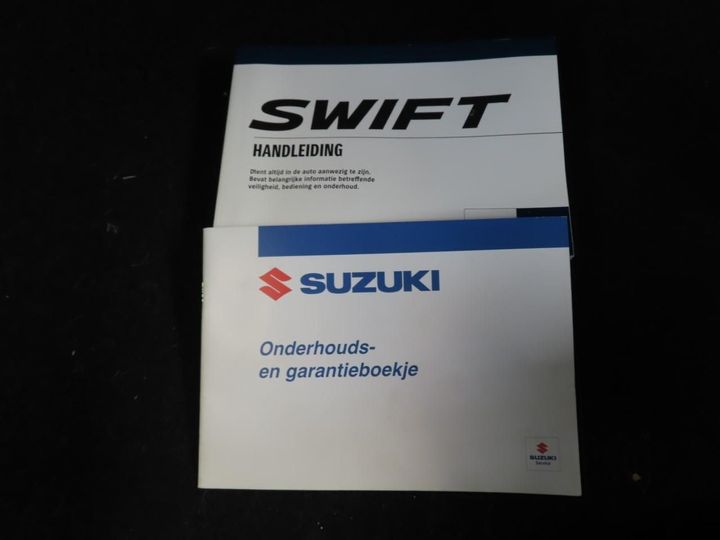 SWIFT
HANDLEIDING
Dient altijd in de auto aanwezig te zijn.
Bevat belangrijke informatie betreffende
veiligheid, bediening en onderhoud.
SUZUKI
Onderhouds-
en garantieboekje
SUZUKI
Service